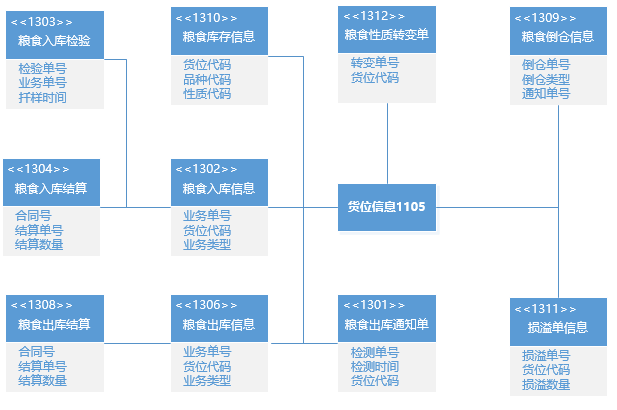 <<1303>>
粮食入库检验
检验单号
业务单号
扦样时间
<<1310>>
粮食库存信息
货位代码
品种代码
性质代码
<<1312>>
粮食性质转变单
转变单号
货位代码
<<1309>>
粮食倒仓信息
倒仓单号
倒仓类型
通知单号
<<1304>>
粮食入库结算
合同号
结算单号
结算数量
<<1302>>
粮食入库信息
业务单号
货位代码
业务类型
货位信息1105
<<1308>>
粮食出库结算
合同号
结算单号
结算数量
<<1306>>
粮食出库信息
业务单号
货位代码
业务类型
<<1301>>
粮食出库通知单
检测单号
检测时间
货位代码
<<1311>>
损溢单信息
损溢单号
货位代码
损溢数量